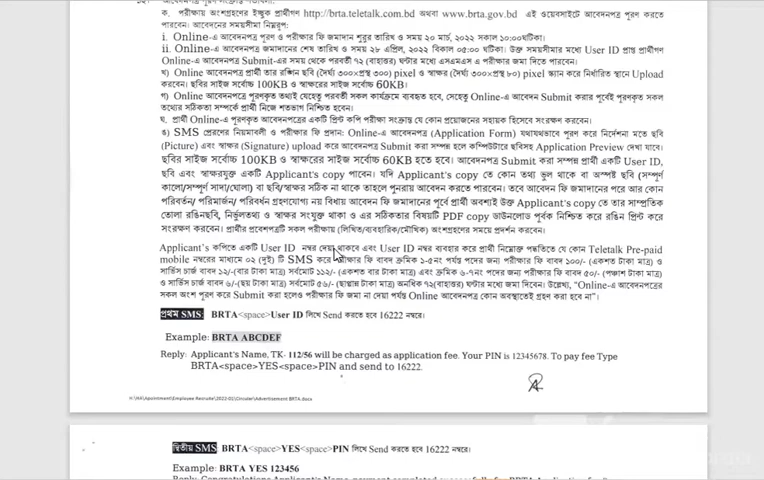 ক. পরীক্ষায় অংশগ্রহণের ইচ্ছুক প্রার্থীগণ http://brta.teletalk.com.bd অথবা www.brta.gov.bd এই ওয়েবসাইটে আবেদনপত্র পূরণ করতে
পারবেন। আবেদনের সময়সীমা নিম্নরূপ:
i. Online-এ আবেদনপত্র পূরণ ও পরীক্ষার ফি জমাদান শুরুর তারিখ ও সময় ২০ মার্চ, ২০২২ সকাল ১০:০০ঘটিকা।
ii. Online-এ আবেদনপত্র জমাদানের শেষ তারিখ ও সময় ২৮ এপ্রিল, ২০২২ বিকাল ০৫:০০ ঘটিকা। উক্ত সময়সীমার মধ্যে User ID প্রাপ্ত প্রার্থীগণ
Online-এ আবেদনপত্র Submit-এর সময় থেকে পরবর্তী ৭২ (বাহাত্তর) ঘন্টার মধ্যে এসএমএস এ পরীক্ষার ফি জমা দিতে পারবেন।
খ) Online-এ আবেদনপত্র প্রার্থী তার রঙ্গিন ছবি (দৈর্ঘ্য ৩০০×প্রস্থ ৩০০) pixel ও স্বাক্ষর (দৈর্ঘ্য ৩০০×প্রস্থ ৮০) pixel স্ক্যান করে নির্ধারিত স্থানে Upload
করবেন। ছবির সাইজ সর্বোচ্চ 100KB ও স্বাক্ষরের সাইজ সর্বোচ্চ 60KB।
গ) Online-এ আবেদনপত্রে পূরণকৃত তথ্যই যেহেতু পরবর্তী সকল কার্যক্রমে ব্যবহৃত হবে, সেহেতু Online-এ আবেদন Submit করার পূর্বেই পূরণকৃত সকল
তথ্যের সঠিকতা সম্পর্কে প্রার্থী নিজে শতভাগ নিশ্চিত হবেন।
ঘ. প্রার্থী Online-এ পূরণকৃত আবেদনপত্রের একটি প্রিন্ট কপি পরীক্ষা সংক্রান্ত যে কোন প্রয়োজনের সহায়ক হিসেবে সংরক্ষণ করবেন।
ঙ) SMS প্রেরণের নিয়মাবলী ও পরীক্ষার ফি প্রদান: Online-এ আবেদনপত্র (Application Form) যথাযথভাবে পূরণ করে নির্দেশনা মতে ছবি
(Picture) এবং স্বাক্ষর (Signature) upload করে আবেদনপত্র Submit করা সম্পন্ন হলে কম্পিউটারে ছবিসহ Application Preview দেখা যাবে।
ছবির সাইজ সর্বোচ্চ 100KB ও স্বাক্ষরের সাইজ সর্বোচ্চ 60KB হতে হবে। আবেদনপত্র Submit করা সম্পন্ন প্রার্থী একটি User ID,
ছবি এবং স্বাক্ষরযুক্ত একটি Applicant's copy পাবেন। যদি Applicant's copy তে কোন তথ্য ভুল থাকে বা অস্পষ্ট ছবি (সম্পূর্ণ
কালো/সম্পূর্ণ সাদা/ঘোলা) বা ছবি/স্বাক্ষর সঠিক না থাকে তাহলে পুনরায় আবেদন করতে পারবেন। তবে আবেদন ফি জমাদানের পরে আর কোন
পরিবর্তন/ পরিমার্জন/ পরিবর্ধন গ্রহণযোগ্য নয় বিধায় আবেদন ফি জমাদানের পূর্বে প্রার্থী অবশ্যই উক্ত Applicant's copy তে তার সাম্প্রতিক
তোলা রঙিনছবি, নির্ভুলতথ্য ও স্বাক্ষর সংযুক্ত থাকা ও এর সঠিকতার বিষয়টি PDF copy ডাউনলোড পূর্বক নিশ্চিত করে রঙিন প্রিন্ট করে
সংরক্ষণ করবেন। প্রার্থীর প্রবেশপত্রটি সকল পরীক্ষায় (লিখিত/ব্যবহারিক/মৌখিক) অংশগ্রহণের সময়ে প্রদর্শন করবেন।
Applicant's কপিতে একটি User ID নম্বর দেয়া থাকবে এবং User ID নম্বর ব্যবহার করে প্রার্থী নিম্নোক্ত পদ্ধতিতে যে কোন Teletalk Pre-paid
mobile নম্বরের মাধ্যমে ০২ (দুই) টি SMS করে পরীক্ষার ফি বাবদ ক্রমিক ১-৫নং পর্যন্ত পদের জন্য পরীক্ষার ফি বাবদ ১০০/- (একশত টাকা মাত্র) ও
সার্ভিস চার্জ বাবদ ১২/-(বার টাকা মাত্র) সর্বমোট ১১২/- (একশত বার টাকা মাত্র) এবং ক্রমিক ৬-৭নং পদের জন্য পরীক্ষার ফি বাবদ ৫০/- (পঞ্চাশ টাকা মাত্র)
ও সার্ভিস চার্জ বাবদ ৬/-(ছয় টাকা মাত্র) সর্বমোট ৫৬/-(ছাপ্পান্ন টাকা মাত্র) অনধিক ৭২(বাহাত্তর) ঘন্টার মধ্যে জমা দিবেন। উল্লেখ্য, “Online-এ আবেদনপত্রের
সকল অংশ পূরণ করে Submit করা হলেও পরীক্ষার ফি জমা না দেয়া পর্যন্ত Online আবেদনপত্র কোন অবস্থাতেই গ্রহণ করা হবে না”।
প্রথম SMS: BRTA<space>User ID লিখে Send করতে হবে 16222 নম্বরে।
Example: BRTA ABCDEF
Reply: Applicant's Name, TK- 112/56 will be charged as application fee. Your PIN is 12345678. To pay fee Type
BRTA<space>YES<space>PIN and send to 16222.
দ্বিতীয় SMS: BRTA<space>YES<space>PIN লিখে Send করতে হবে 16222 নম্বরে।
Example: BRTA YES 123456